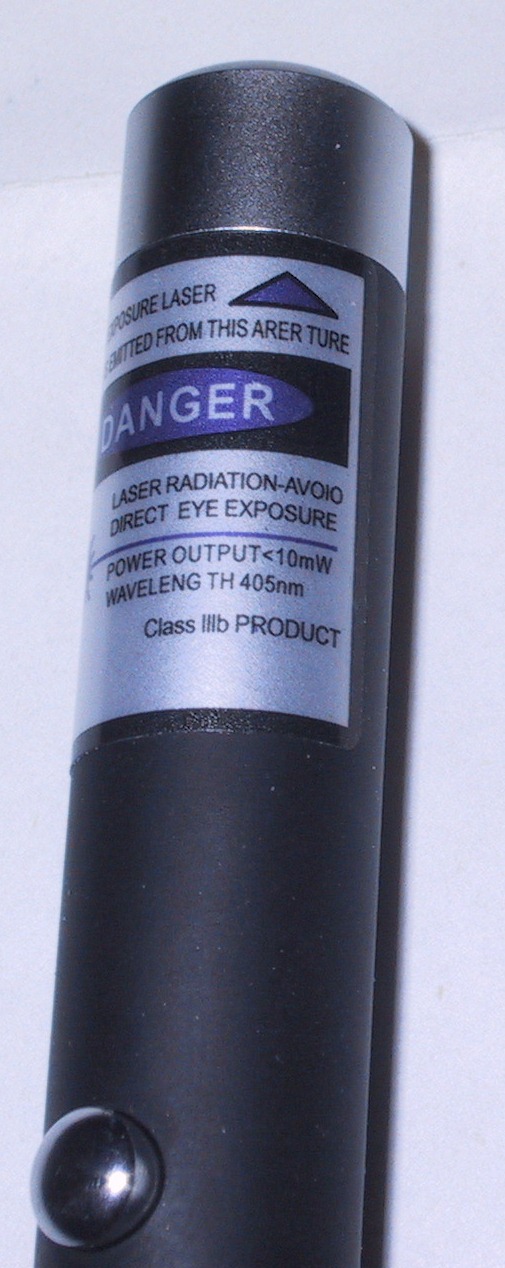 EXPOSURE LASER
EMITTED FROM THIS ARER TURE
DANGER
LASER RADIATION-AVOIO
DIRECT EYE EXPOSURE
POWER OUTPUT<10mW
WAVELENG TH 405nm
Class IIIb PRODUCT